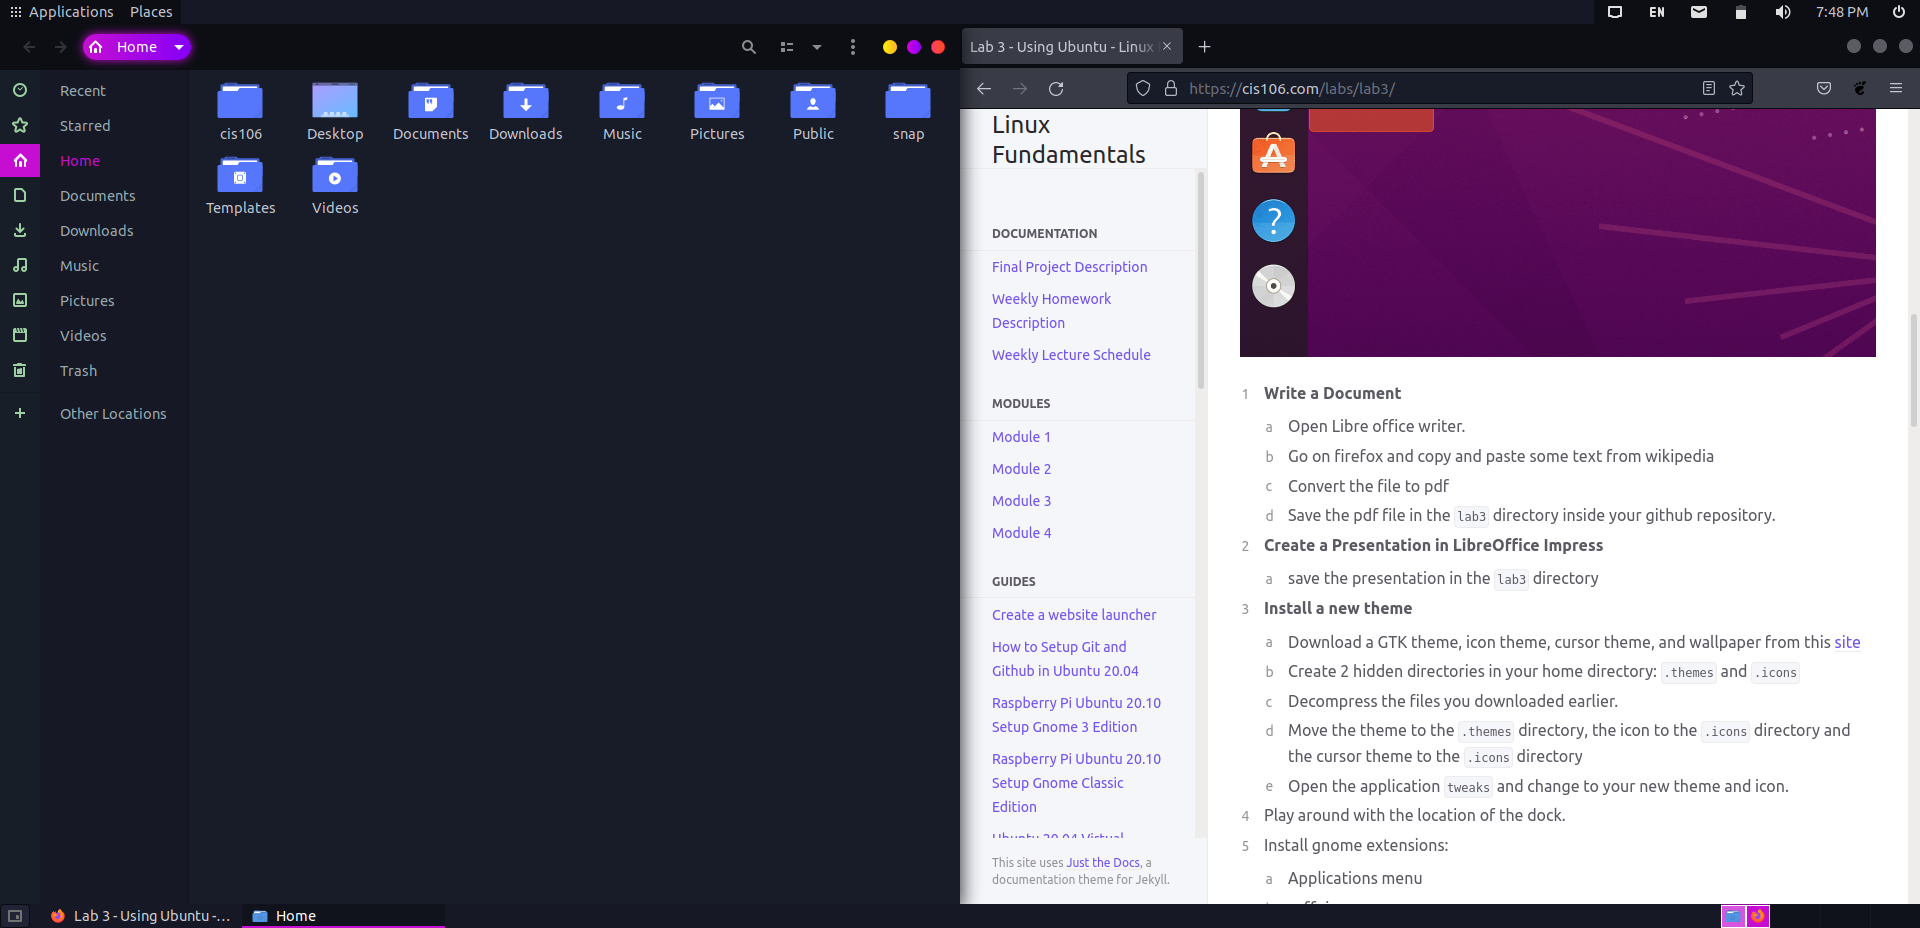 Applications Places
EN 7:48 PM
Home
Recent
Starred
Home
Documents
Downloads
Music
Pictures
Videos
Trash
Other Locations
cis106 Desktop Documents Downloads Music Pictures Public snap
Templates Videos
Lab 3 - Using Ubuntu - Linux
https://cis106.com/labs/lab3/
Linux
Fundamentals
DOCUMENTATION
Final Project Description
Weekly Homework
Description
Weekly Lecture Schedule
MODULES
Module 1
Module 2
Module 3
Module 4
GUIDES
Create a website launcher
How to Setup Git and
Github in Ubuntu 20.04
Raspberry Pi Ubuntu 20.10
Setup Gnome 3 Edition
Raspberry Pi Ubuntu 20.10
Setup Gnome Classic
Edition
Ubuntu 20.04 Virtual
This site uses Just the Docs, a
documentation theme for Jekyll.
1 Write a Document
a Open Libre office writer.
b Go on firefox and copy and paste some text from wikipedia
c Convert the file to pdf
d Save the pdf file in the lab3 directory inside your github repository.
2 Create a Presentation in LibreOffice Impress
a save the presentation in the lab3 directory
3 Install a new theme
a Download a GTK theme, icon theme, cursor theme, and wallpaper from this site
b Create 2 hidden directories in your home directory: .themes and .icons
c Decompress the files you downloaded earlier.
d Move the theme to the .themes directory, the icon to the .icons directory and
the cursor theme to the .icons directory
e Open the application tweaks and change to your new theme and icon.
4 Play around with the location of the dock.
5 Install gnome extensions:
a Applications menu
Lab 3 - Using Ubuntu -... Home